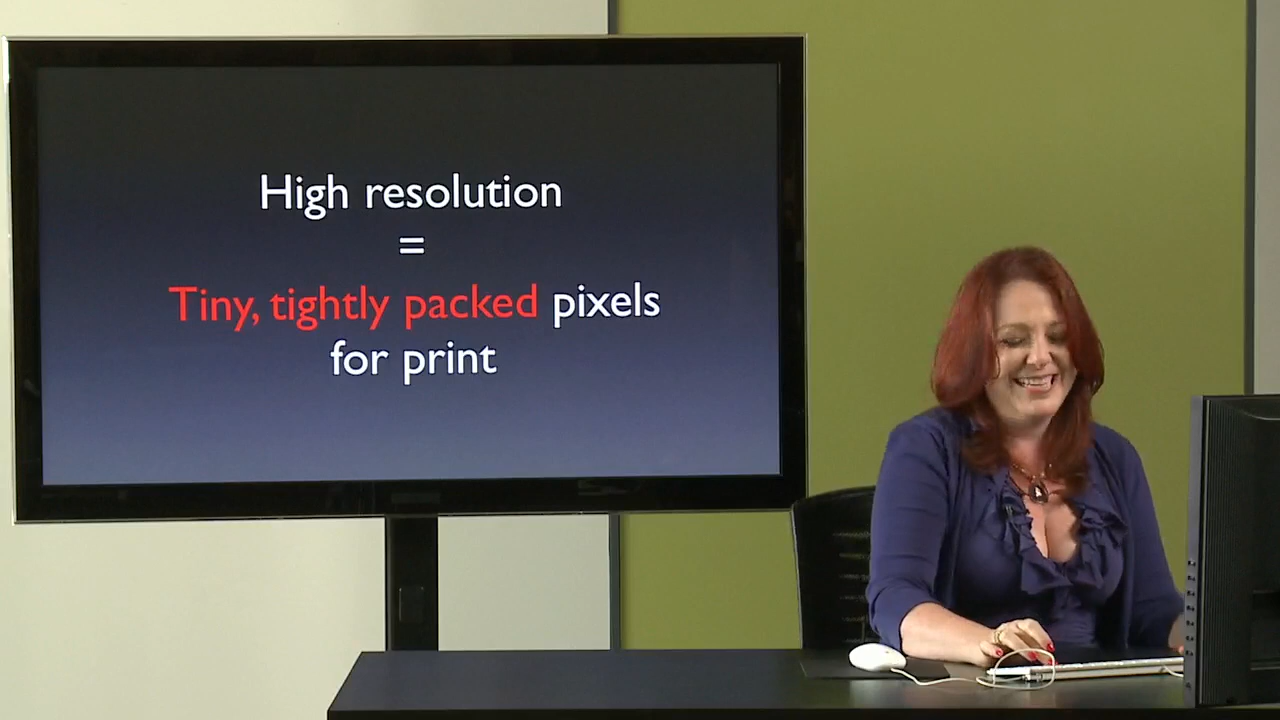 High resolution
=
Tiny, tightly packed pixels
for print